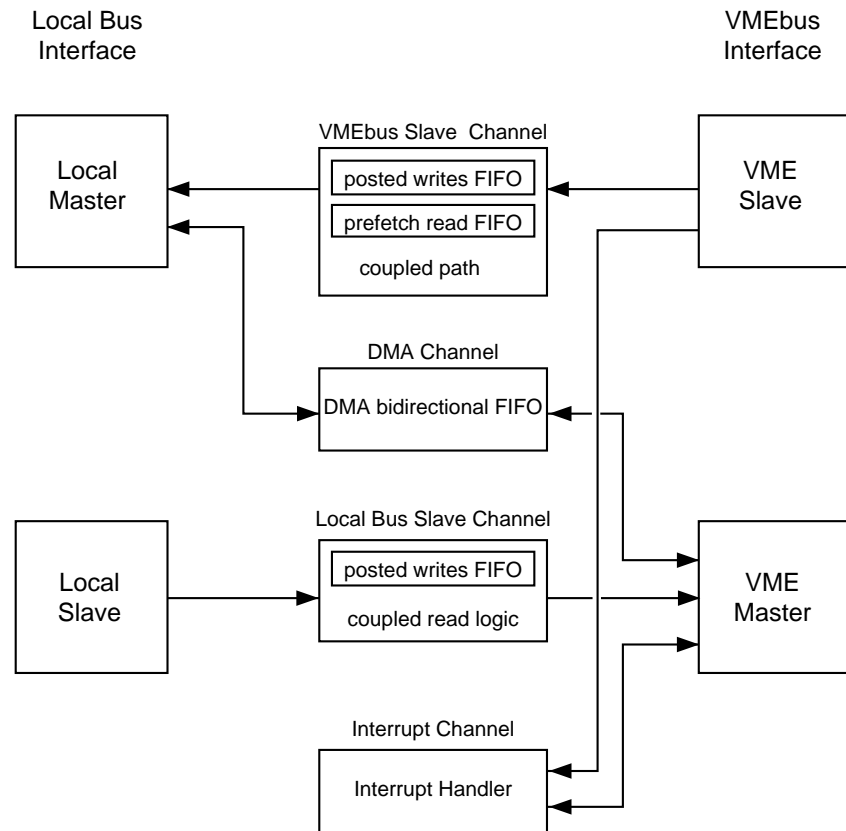 Local Bus
Interface
VMEbus
Interface
Local
Master
VMEbus Slave Channel
posted writes FIFO
prefetch read FIFO
coupled path
VME
Slave
DMA Channel
DMA bidirectional FIFO
Local
Slave
Local Bus Slave Channel
posted writes FIFO
coupled read logic
VME
Master
Interrupt Channel
Interrupt Handler